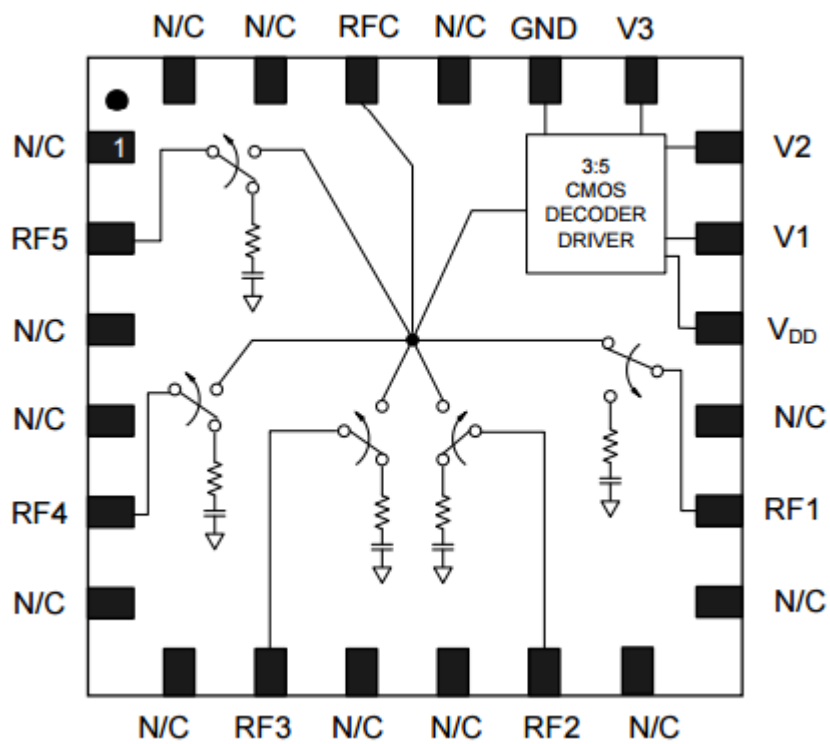 N/C N/C RFC N/C GND V3
N/C 1 V2
3:5
CMOS
DECODER
DRIVER
RF5 V1
N/C VDD
N/C N/C
RF4 RF1
N/C N/C
N/C RF3 N/C N/C RF2 N/C